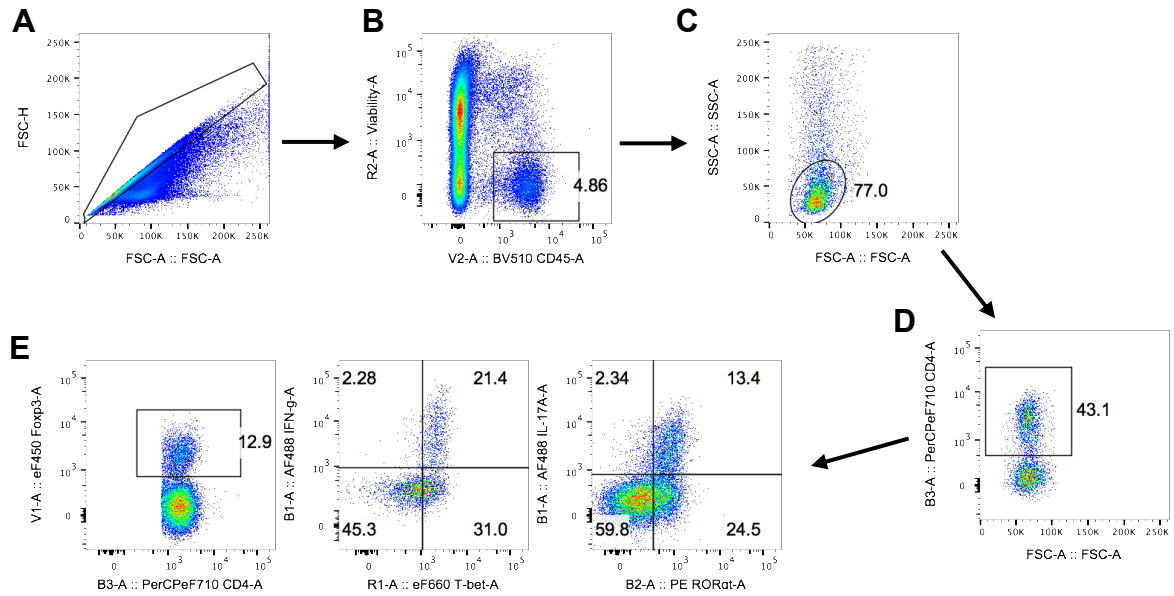 A
FSC-H
250K
200K
150K
100K
50K
0
0 50K 100K 150K 200K 250K
FSC-A :: FSC-A
B
R2-A :: Viability-A
10^5
10^4
10^3
0
4.86
0 10^3 10^4 10^5
V2-A :: BV510 CD45-A
C
SSC-A :: SSC-A
250K
200K
150K
100K
50K
0
77.0
0 50K 100K 150K 200K 250K
FSC-A :: FSC-A
D
B3-A :: PerCPeF710 CD4-A
10^5
10^4
10^3
0
43.1
0 50K 100K 150K 200K 250K
FSC-A :: FSC-A
E
V1-A :: eF450 Foxp3-A
10^5
10^4
10^3
0
12.9
0 10^3 10^4 10^5
B3-A :: PerCPeF710 CD4-A
B1-A :: AF488 IFN-g-A
10^5
10^4
10^3
0
2.28 21.4
45.3 31.0
0 10^3 10^4 10^5
R1-A :: eF660 T-bet-A
B1-A :: AF488 IL-17A-A
10^5
10^4
10^3
0
2.34 13.4
59.8 24.5
0 10^3 10^4 10^5
B2-A :: PE RORgt-A